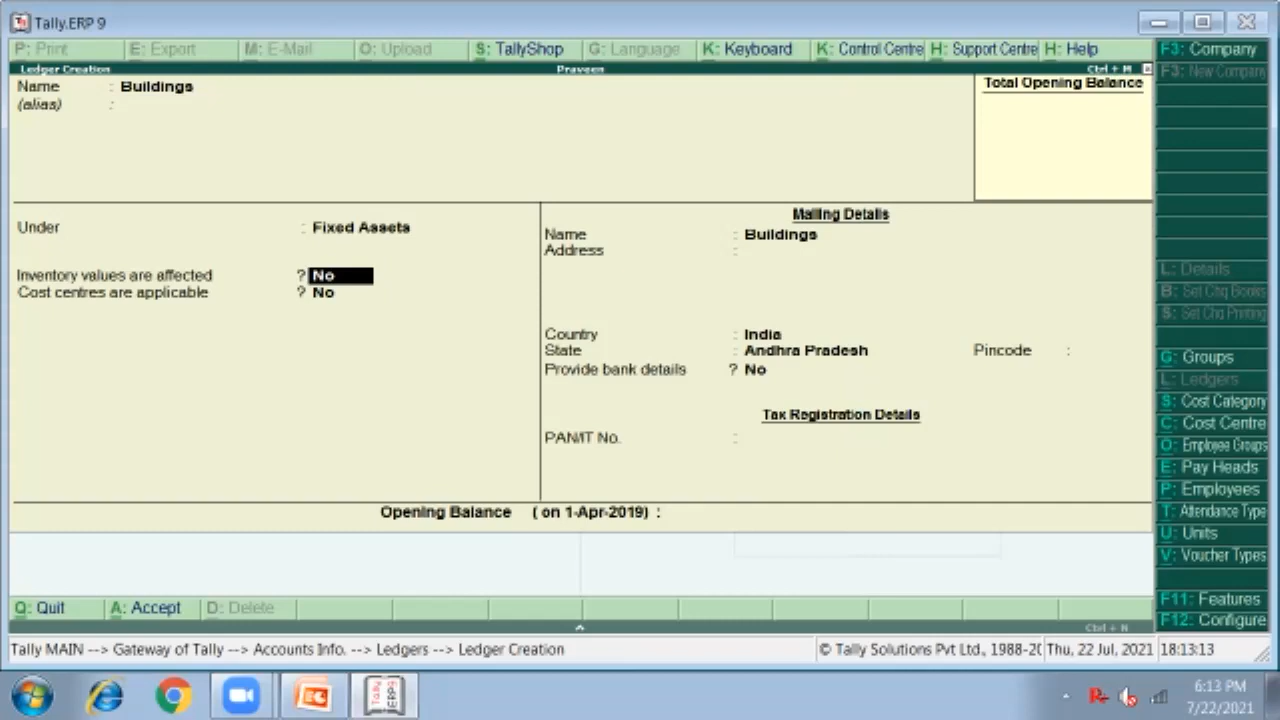 Tally.ERP 9
P: Print E: Export M: E-Mail O: Upload S: TallyShop G: Language K: Keyboard K: Control Centre H: Support Centre H: Help F3: Company
Ledger Creation Praveen Ctrl + M F3: New Company
Name : Buildings Total Opening Balance
(alias) :
Mailing Details
Under : Fixed Assets Name : Buildings
Address :
L: Details
Inventory values are affected ? No
Cost centres are applicable ? No B: Set Chq Books
S: Set Chq Printing
Country : India
State : Andhra Pradesh Pincode : G: Groups
Provide bank details ? No L: Ledgers
S: Cost Category
Tax Registration Details C: Cost Centre
PAN/IT No. : O: Employee Groups
E: Pay Heads
P: Employees
Opening Balance ( on 1-Apr-2019) : T: Attendance Type
U: Units
V: Voucher Types
Q: Quit A: Accept D: Delete F11: Features
Ctrl + N F12: Configure
Tally MAIN --> Gateway of Tally --> Accounts Info. --> Ledgers --> Ledger Creation © Tally Solutions Pvt Ltd., 1988-20 Thu, 22 Jul, 2021 18:13:13
Tally ERP9 6:13 PM
7/22/2021